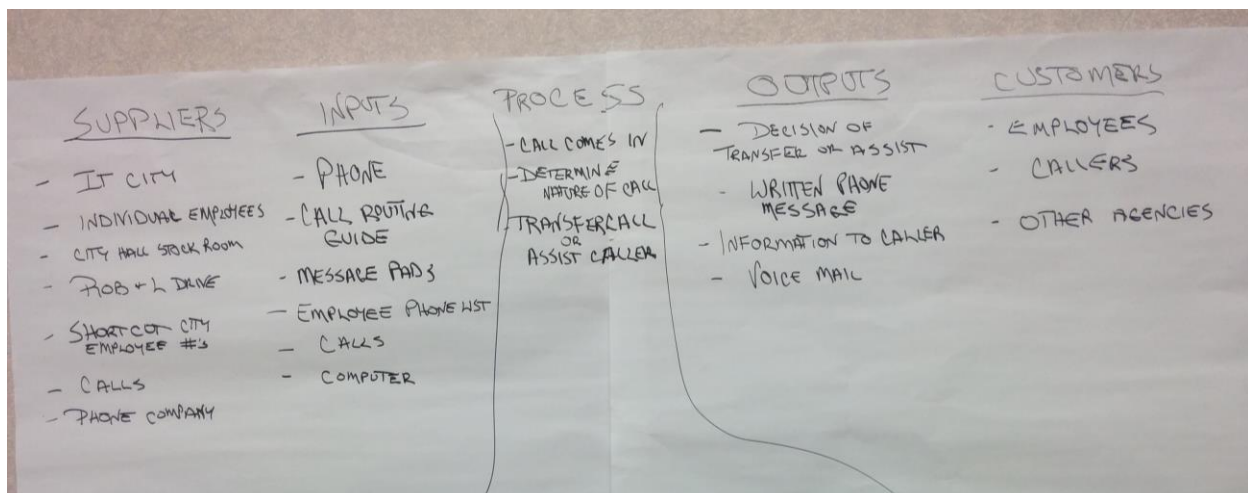 SUPPLIERS
- IT CITY
- INDIVIDUAL EMPLOYEES
- CITY HALL STOCK ROOM
- ROB + L DRIVE
- SHORTCUT CITY
EMPLOYEE #'s
- CALLS
- PHONE COMPANY
INPUTS
- PHONE
- CALL ROUTING
GUIDE
- MESSAGE PADS
- EMPLOYEE PHONE LIST
- CALLS
- COMPUTER
PROCESS
- CALL COMES IN
- DETERMINE
NATURE OF CALL
- TRANSFER CALL
OR
ASSIST CALLER
OUTPUTS
- DECISION OF
TRANSFER OR ASSIST
- WRITTEN PHONE
MESSAGE
- INFORMATION TO CALLER
- VOICE MAIL
CUSTOMERS
- EMPLOYEES
- CALLERS
- OTHER AGENCIES